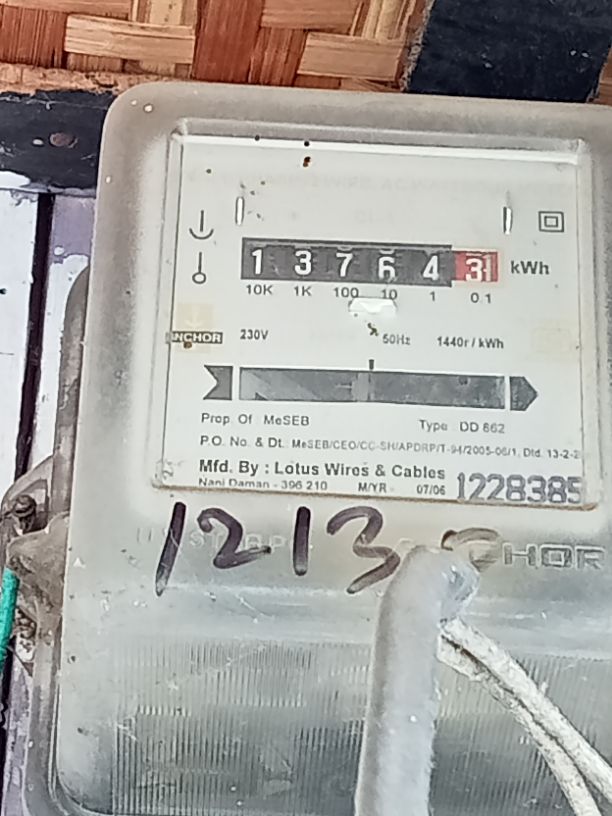 1 3 7 6 4 3 kWh
10K 1K 100 10 1 0.1
ANCHOR 230V 50Hz 1440r / kWh
Prop. Of MeSEB Type DD 862
P.O. No. & Dt. MeSEB/CEO/CC-SH/APDRP/T-94/2005-06/1, Dtd. 13-2-2
Mfd. By : Lotus Wires & Cables
Nani Daman - 396 210 M/YR - 07/06 1228385
1213